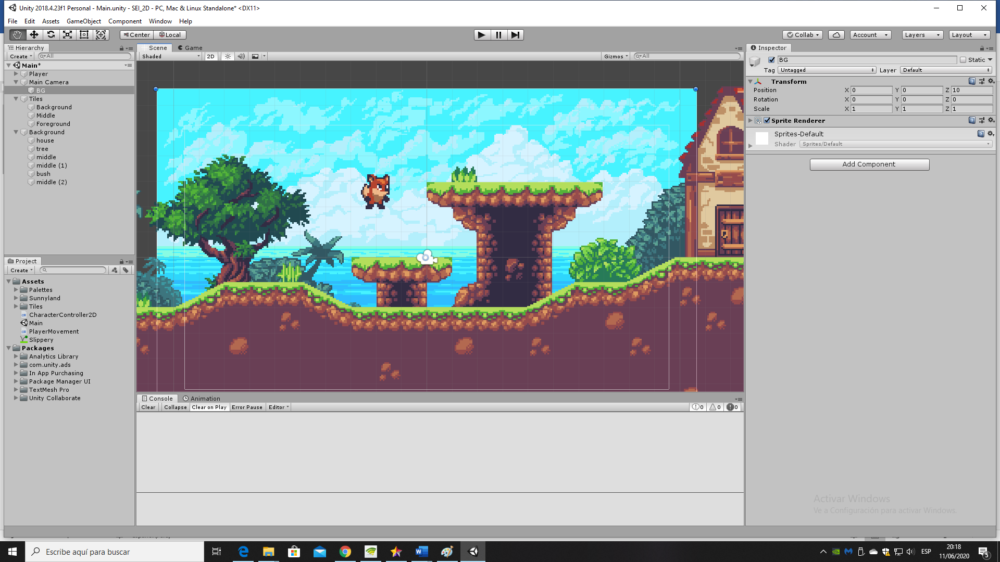 Unity 2018.4.23f1 Personal - Main.unity - SEI_2D - PC, Mac & Linux Standalone* <DX11>
File Edit Assets GameObject Component Window Help
Center Local Collab Account Layers Layout
Hierarchy
Create All
Main*
Player
Main Camera
BG
Tiles
Background
Middle
Foreground
Background
house
tree
middle
middle (1)
bush
middle (2)
Scene Game
Shaded 2D Gizmos All
Inspector
BG Static
Tag Untagged Layer Default
Transform
Position X 0 Y 0 Z 10
Rotation X 0 Y 0 Z 0
Scale X 1 Y 1 Z 1
Sprite Renderer
Sprites-Default
Shader Sprites/Default
Add Component
Project
Create
Assets
Palettes
Sunnyland
Tiles
CharacterController2D
Main
PlayerMovement
Slippery
Packages
Analytics Library
com.unity.ads
In App Purchasing
Package Manager UI
TextMesh Pro
Unity Collaborate
Console Animation
Clear Collapse Clear on Play Error Pause Editor 0 0 0
Activar Windows
Ve a Configuración para activar Windows.
Escribe aquí para buscar
ESP
20:18
11/06/2020
5